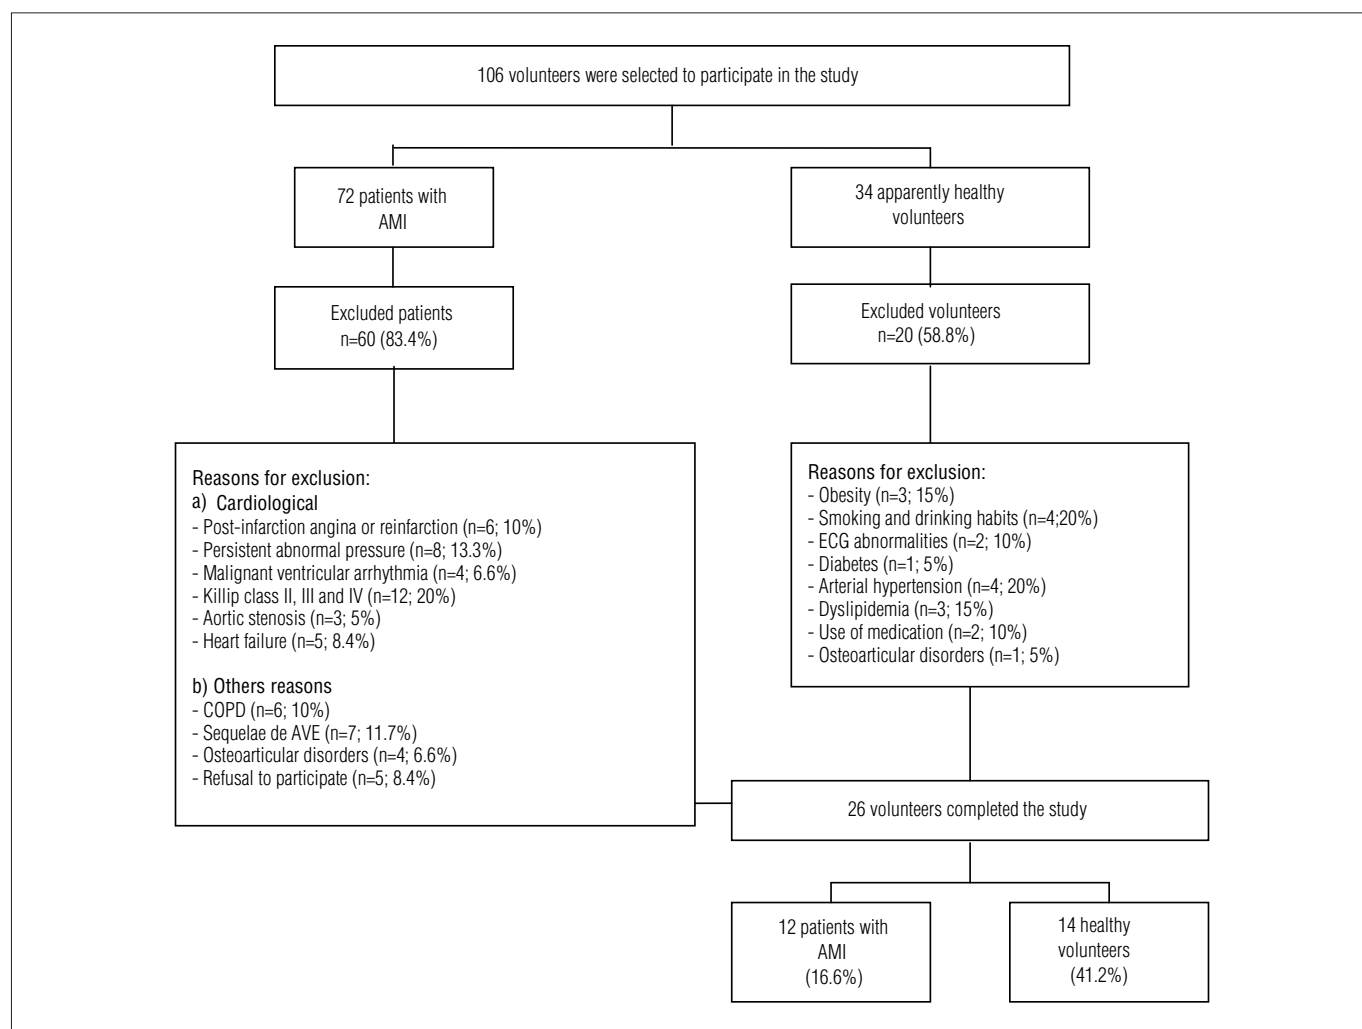 106 volunteers were selected to participate in the study
72 patients with
AMI
34 apparently healthy
volunteers
Excluded patients
n=60 (83.4%)
Excluded volunteers
n=20 (58.8%)
Reasons for exclusion:
a) Cardiological
- Post-infarction angina or reinfarction (n=6; 10%)
- Persistent abnormal pressure (n=8; 13.3%)
- Malignant ventricular arrhythmia (n=4; 6.6%)
- Killip class II, III and IV (n=12; 20%)
- Aortic stenosis (n=3; 5%)
- Heart failure (n=5; 8.4%)
b) Others reasons
- COPD (n=6; 10%)
- Sequelae de AVE (n=7; 11.7%)
- Osteoarticular disorders (n=4; 6.6%)
- Refusal to participate (n=5; 8.4%)
Reasons for exclusion:
- Obesity (n=3; 15%)
- Smoking and drinking habits (n=4;20%)
- ECG abnormalities (n=2; 10%)
- Diabetes (n=1; 5%)
- Arterial hypertension (n=4; 20%)
- Dyslipidemia (n=3; 15%)
- Use of medication (n=2; 10%)
- Osteoarticular disorders (n=1; 5%)
26 volunteers completed the study
12 patients with
AMI
(16.6%)
14 healthy
volunteers
(41.2%)